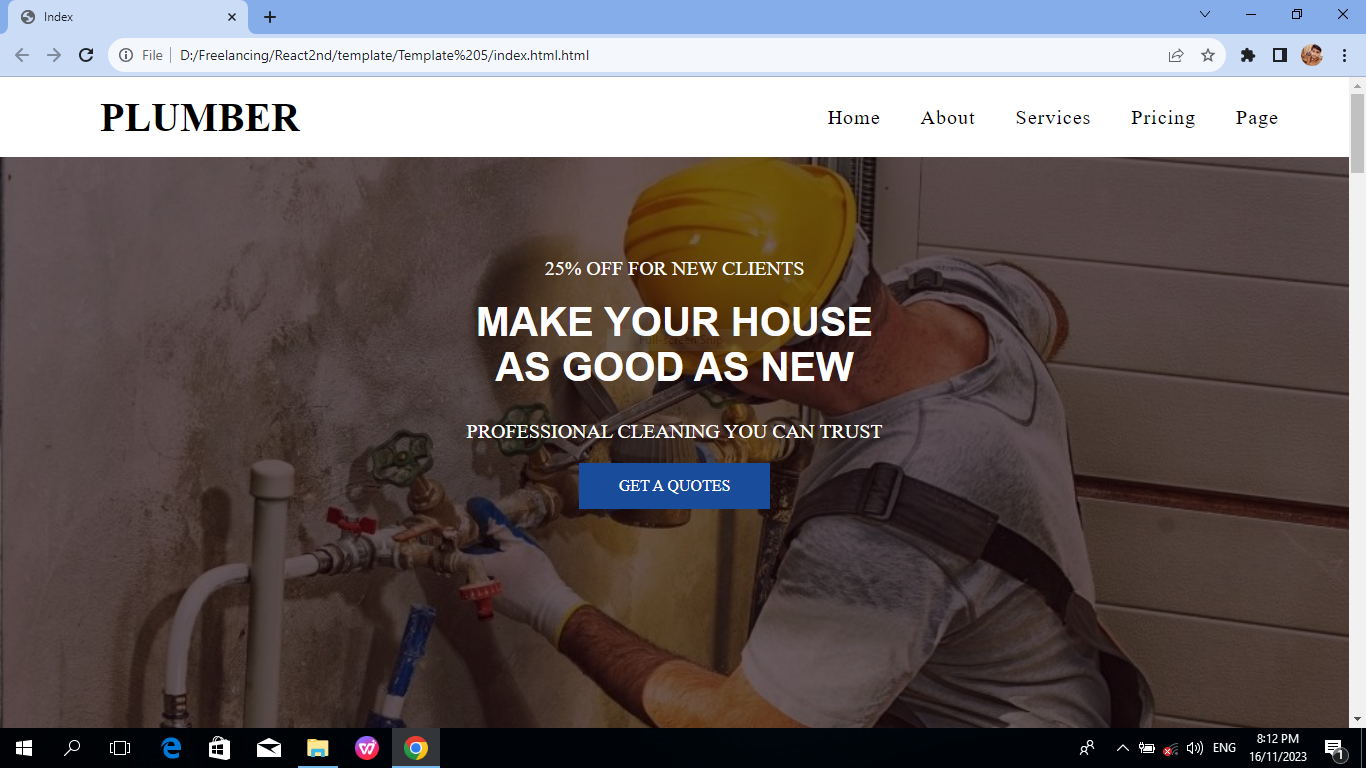 Index
File
D:/Freelancing/React2nd/template/Template%205/index.html.html
PLUMBER
Home
About
Services
Pricing
Page
25% OFF FOR NEW CLIENTS
MAKE YOUR HOUSE
AS GOOD AS NEW
PROFESSIONAL CLEANING YOU CAN TRUST
GET A QUOTES
ENG
8:12 PM
16/11/2023
1